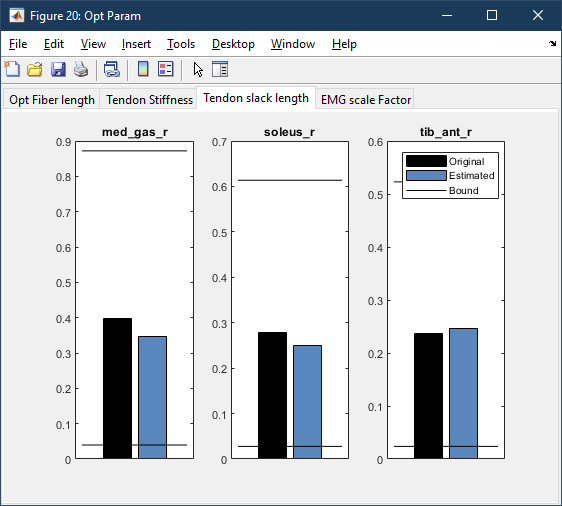 Figure 20: Opt Param
File Edit View Insert Tools Desktop Window Help
Opt Fiber length Tendon Stiffness Tendon slack length EMG scale Factor
med_gas_r
0.9
0.8
0.7
0.6
0.5
0.4
0.3
0.2
0.1
0
soleus_r
0.7
0.6
0.5
0.4
0.3
0.2
0.1
0
tib_ant_r
0.6
0.5
0.4
0.3
0.2
0.1
0
Original
Estimated
Bound